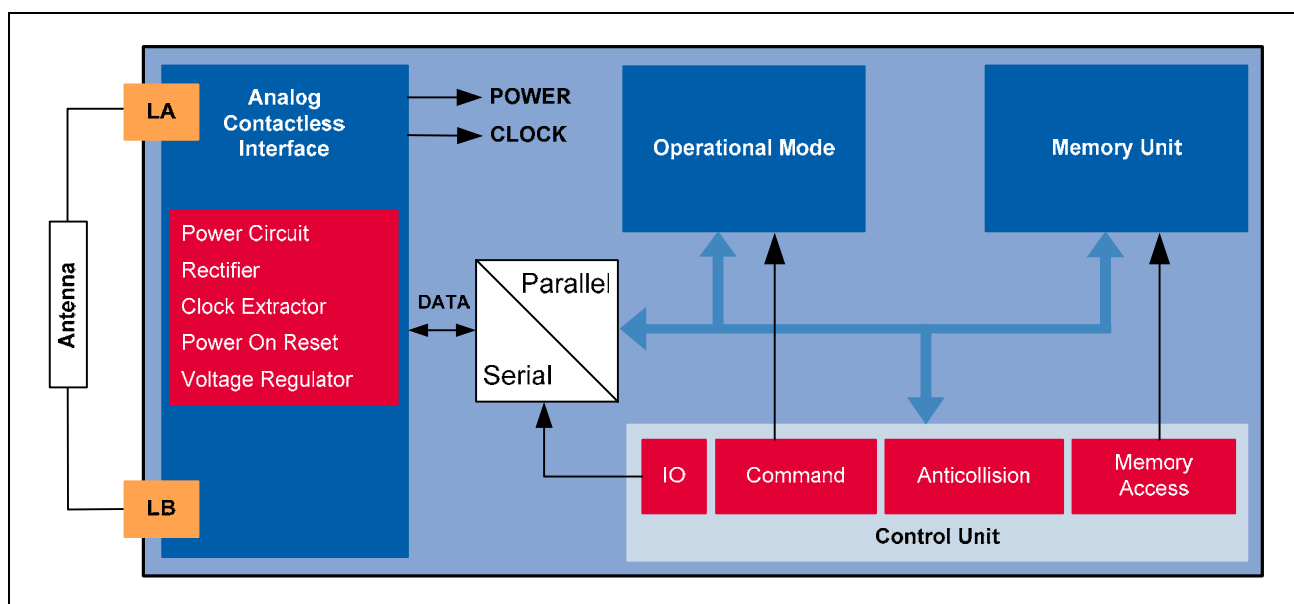 LA
Analog
Contactless
Interface
POWER
CLOCK
Operational Mode
Memory Unit
Antenna
Power Circuit
Rectifier
Clock Extractor
Power On Reset
Voltage Regulator
DATA
Parallel
Serial
LB
IO
Command
Anticollision
Memory
Access
Control Unit